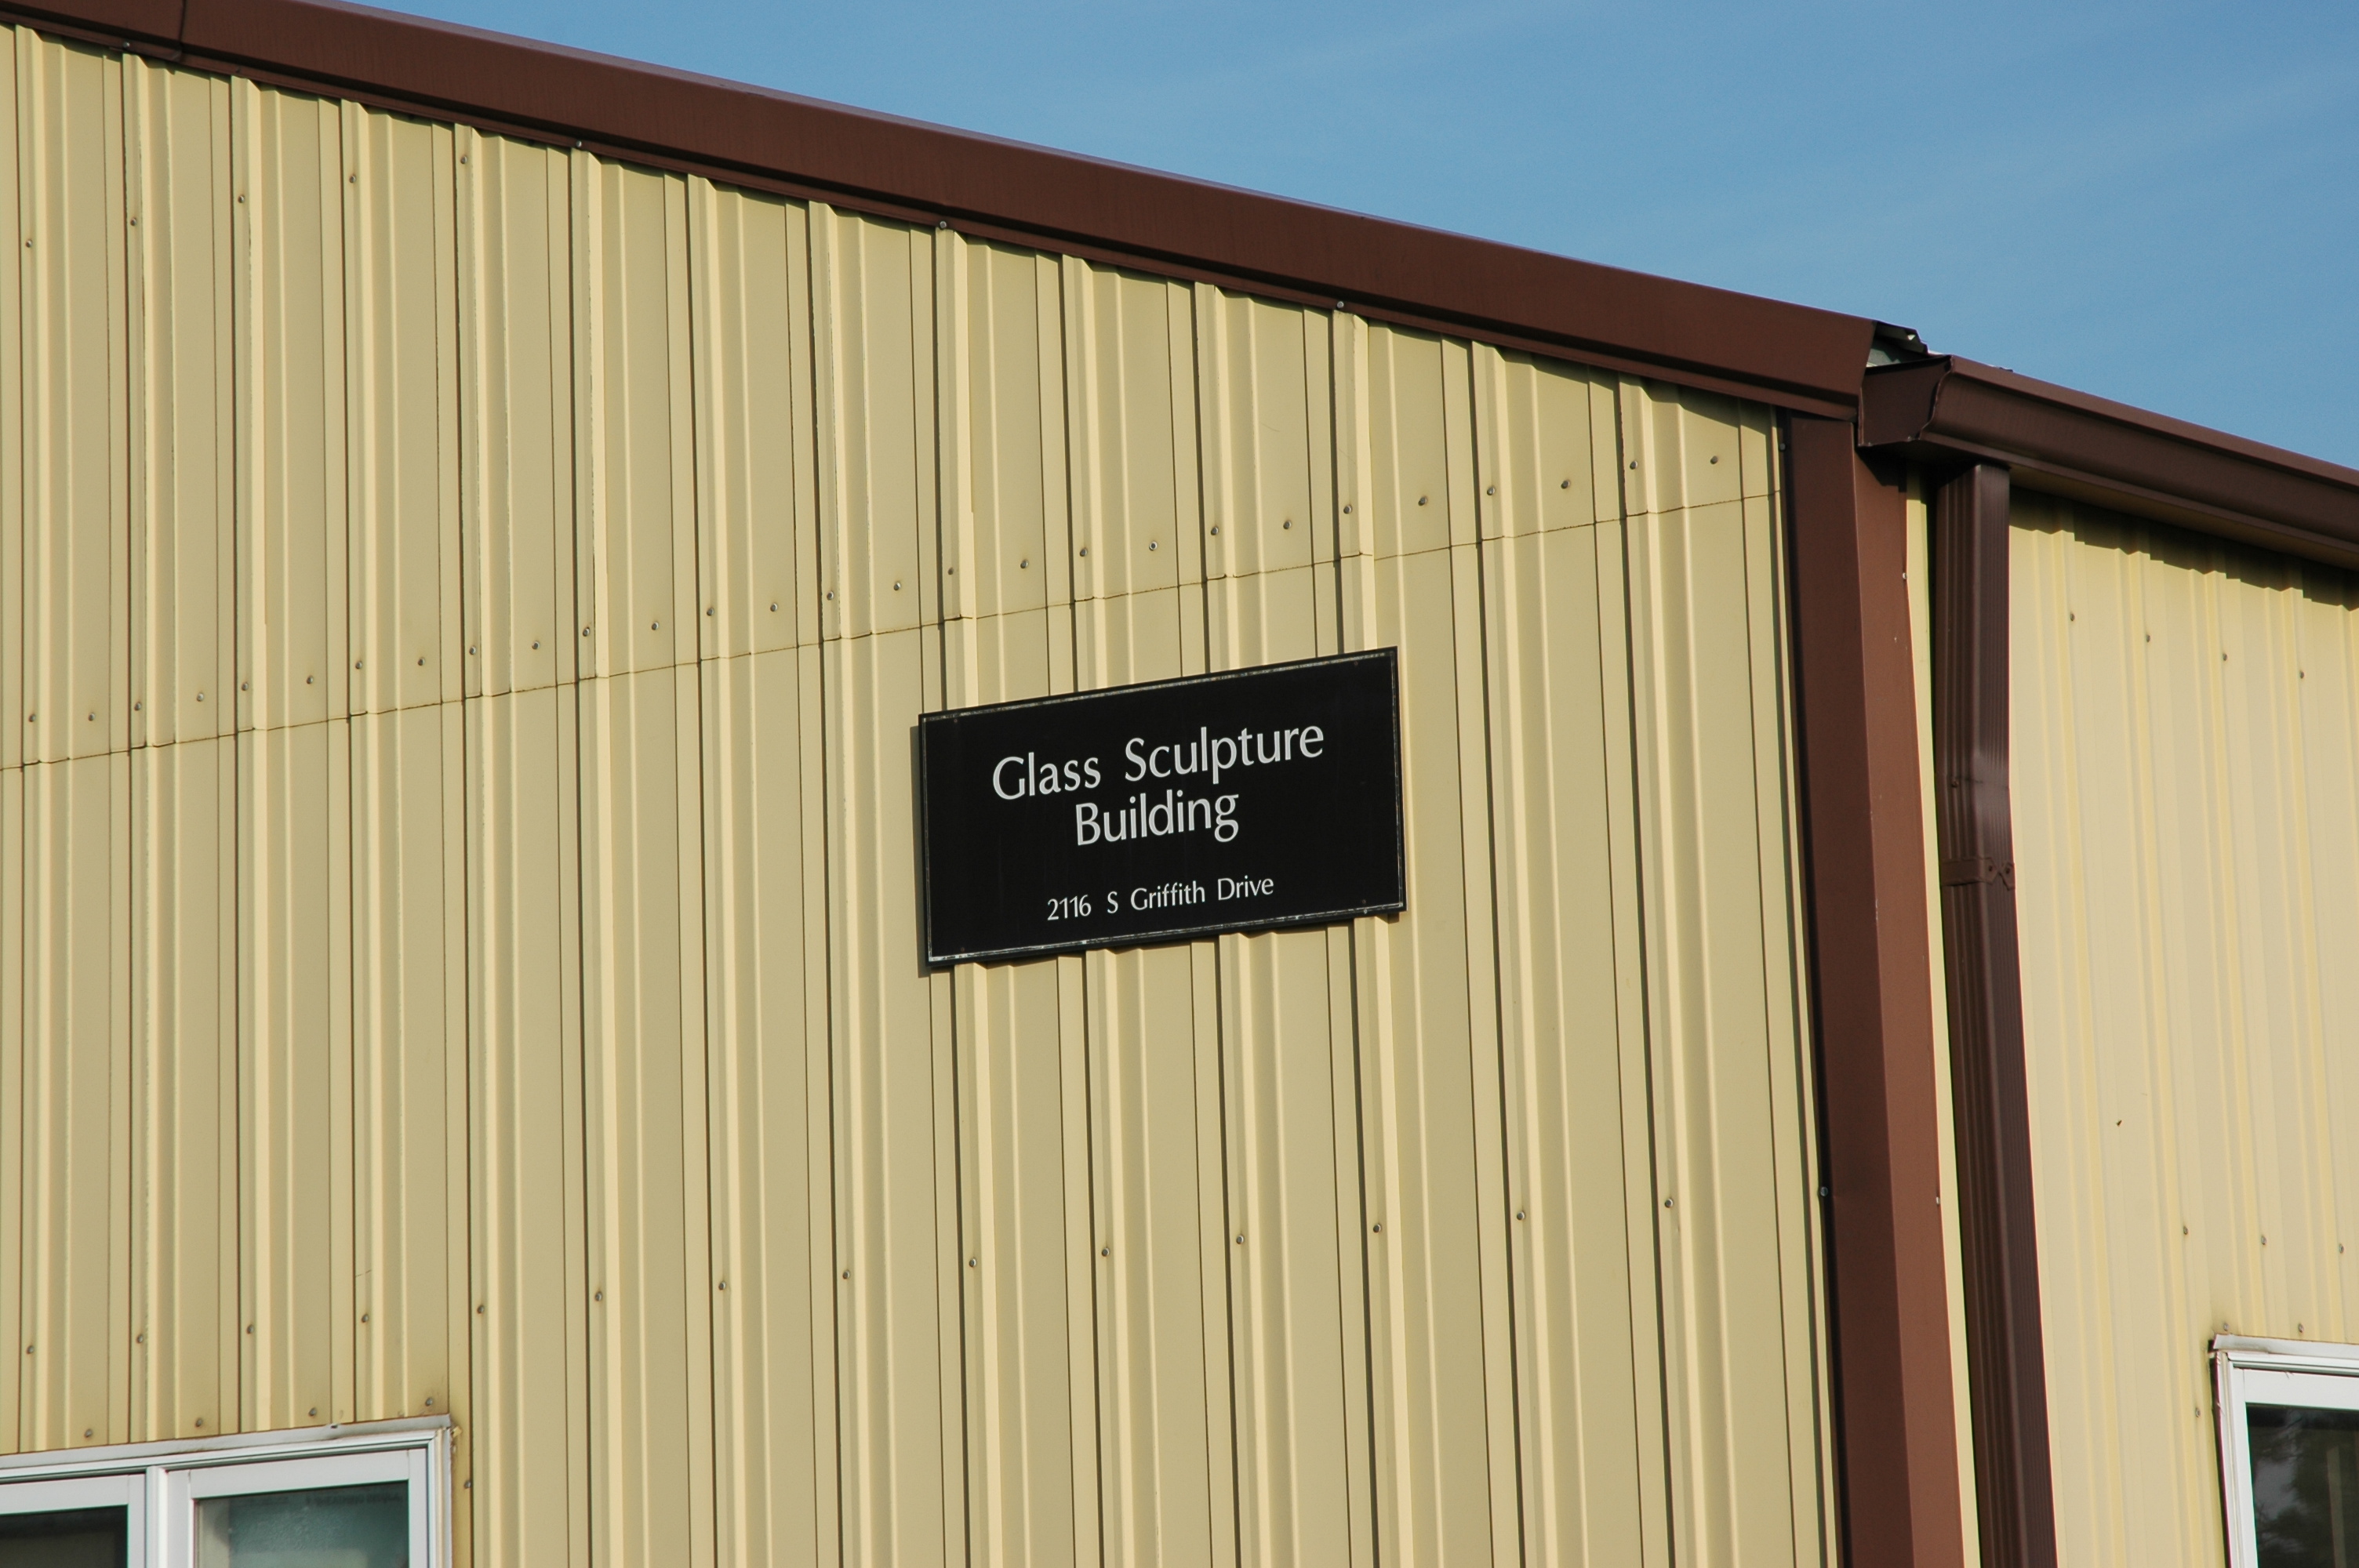 Glass Sculpture
Building
2116 S Griffith Drive